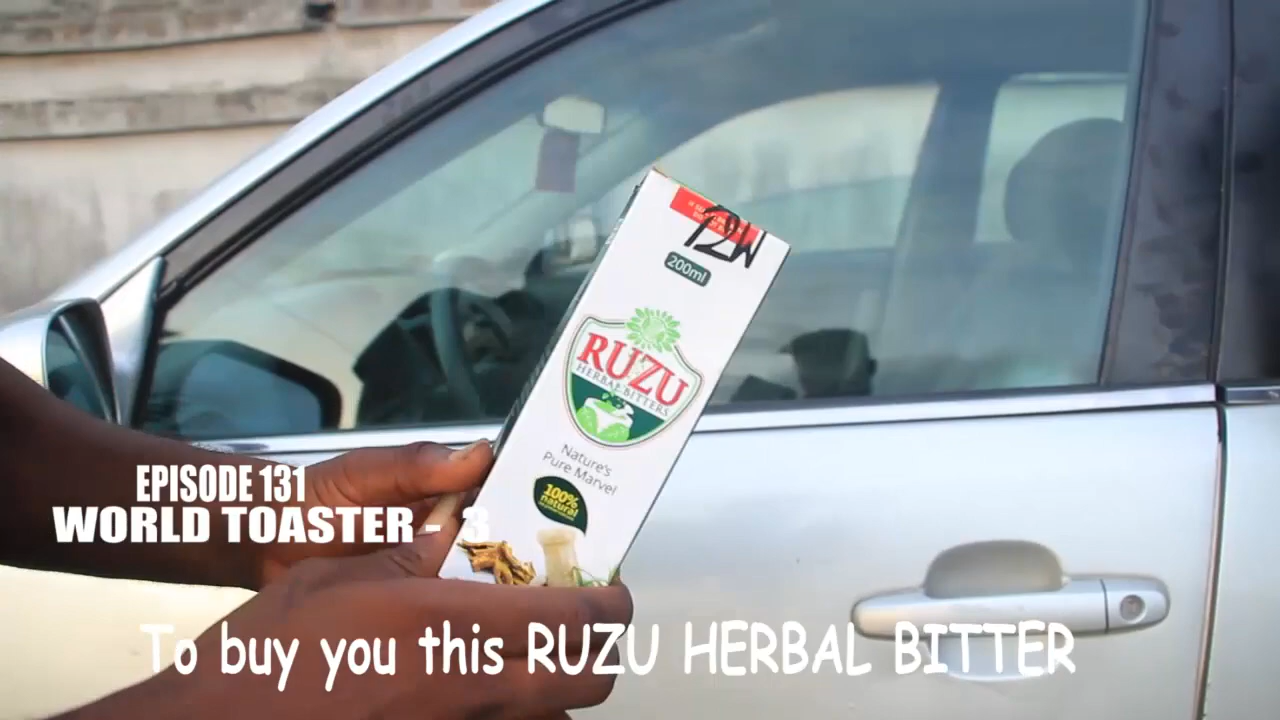 T2W
200ml
RUZU
HERBAL BITTERS
Nature's
Pure Marvel
100%
natural
EPISODE 131
WORLD TOASTER - 3
To buy you this RUZU HERBAL BITTER